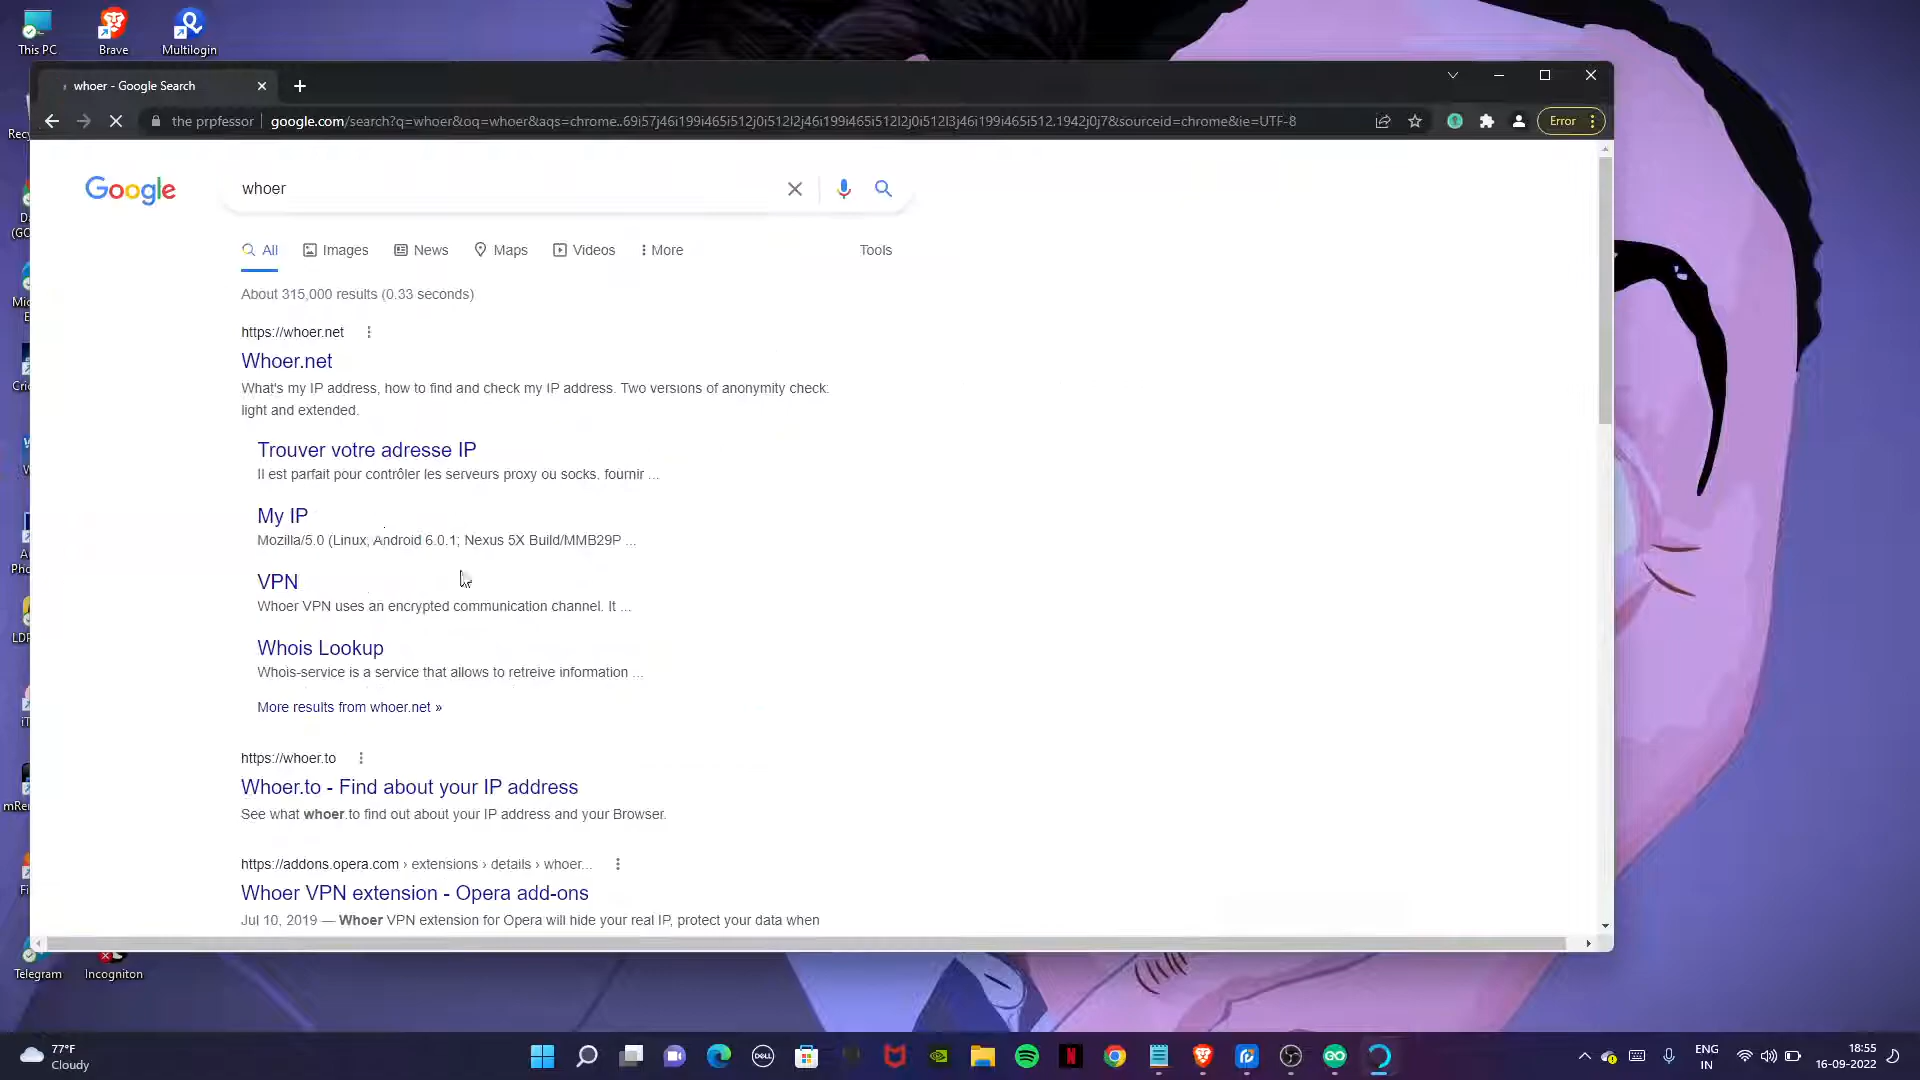 This PC
Brave
Multilogin
whoer - Google Search
the prpfessor
google.com/search?q=whoer&oq=whoer&aqs=chrome..69i57j46i199i465i512j0i512l2j46i199i465i512l2j0i512l3j46i199i465i512.1942j0j7&sourceid=chrome&ie=UTF-8
Error
Google
whoer
All
Images
News
Maps
Videos
More
Tools
About 315,000 results (0.33 seconds)
https://whoer.net
Whoer.net
What's my IP address, how to find and check my IP address. Two versions of anonymity check:
light and extended.
Trouver votre adresse IP
Il est parfait pour contrôler les serveurs proxy ou socks. fournir ...
My IP
Mozilla/5.0 (Linux; Android 6.0.1; Nexus 5X Build/MMB29P ...
VPN
Whoer VPN uses an encrypted communication channel. It ...
Whois Lookup
Whois-service is a service that allows to retreive information ...
More results from whoer.net »
https://whoer.to
Whoer.to - Find about your IP address
See what whoer.to find out about your IP address and your Browser.
https://addons.opera.com › extensions › details › whoer...
Whoer VPN extension - Opera add-ons
Jul 10, 2019 — Whoer VPN extension for Opera will hide your real IP, protect your data when
Telegram
Incogniton
77°F
Cloudy
DELL
ENG
IN
18:55
16-09-2022